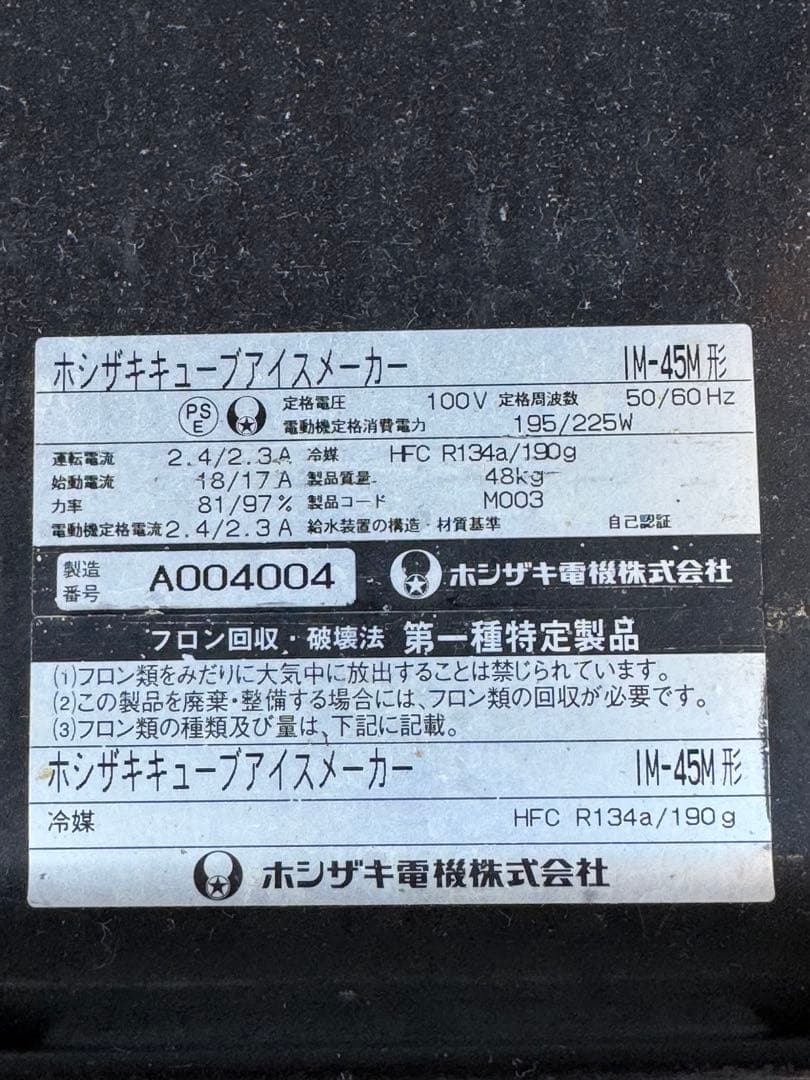 ホシザキキューブアイスメーカー IM-45M形
PSE 定格電圧 100V 定格周波数 50/60Hz
電動機定格消費電力 195/225W
運転電流 2.4/2.3A 冷媒 HFC R134a/190g
始動電流 18/17A 製品質量 48kg
力率 81/97% 製品コード M003
電動機定格電流 2.4/2.3A 給水装置の構造・材質基準 自己認証
製造番号 A004004 ホシザキ電機株式会社
フロン回収・破壊法 第一種特定製品
(1)フロン類をみだりに大気中に放出することは禁じられています。
(2)この製品を廃棄・整備する場合には、フロン類の回収が必要です。
(3)フロン類の種類及び量は、下記に記載。
ホシザキキューブアイスメーカー IM-45M形
冷媒 HFC R134a/190g
ホシザキ電機株式会社